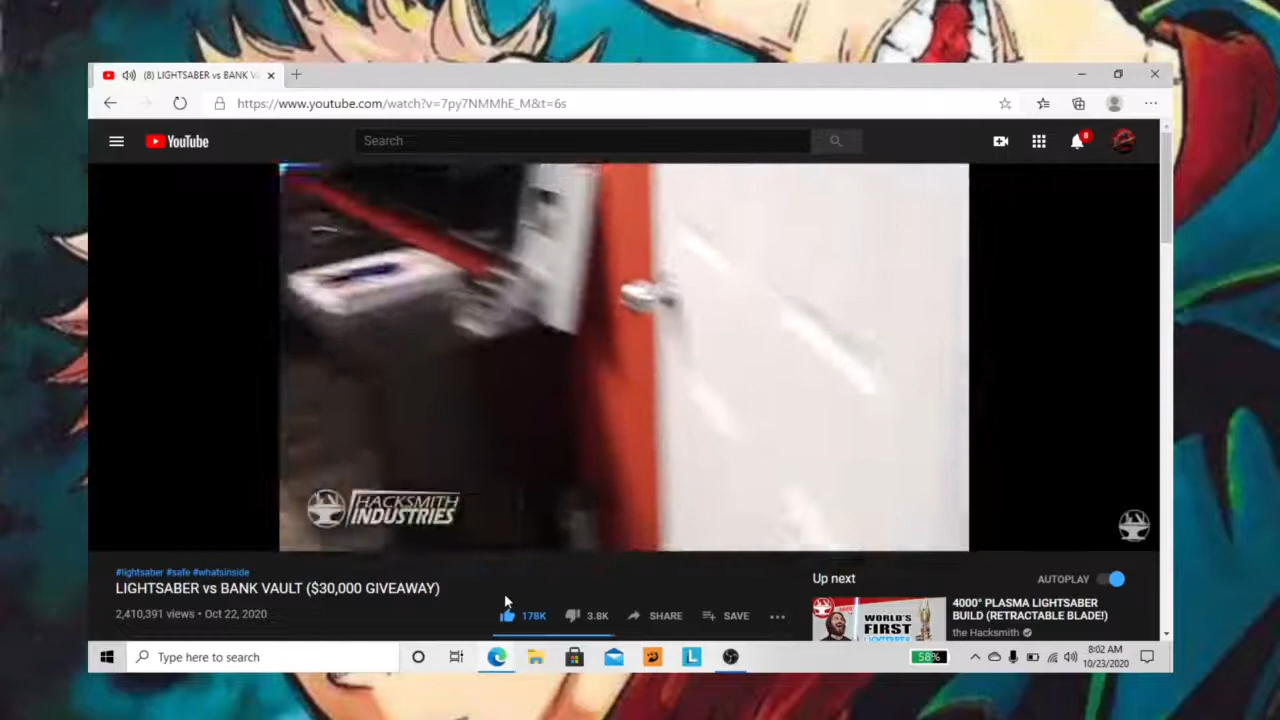 (8) LIGHTSABER vs BANK V
https://www.youtube.com/watch?v=7py7NMMhE_M&t=6s
YouTube
Search
8
HACKSMITH
INDUSTRIES
#lightsaber #safe #whatsinside
LIGHTSABER vs BANK VAULT ($30,000 GIVEAWAY)
2,410,391 views • Oct 22, 2020
178K
3.8K
SHARE
SAVE
Up next
AUTOPLAY
WORLD'S
FIRST
4000° PLASMA LIGHTSABER
BUILD (RETRACTABLE BLADE!)
the Hacksmith
Type here to search
L
58%
8:02 AM
10/23/2020